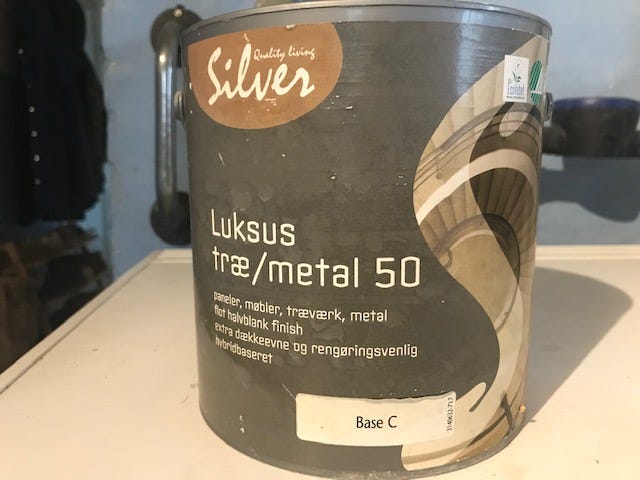 Quality living
Silver
Ecolabel
Luksus
træ/metal 50
paneler, møbler, træværk, metal
flot halvblank finish
extra dækkeevne og rengøringsvenlig
hybridbaseret
Base C